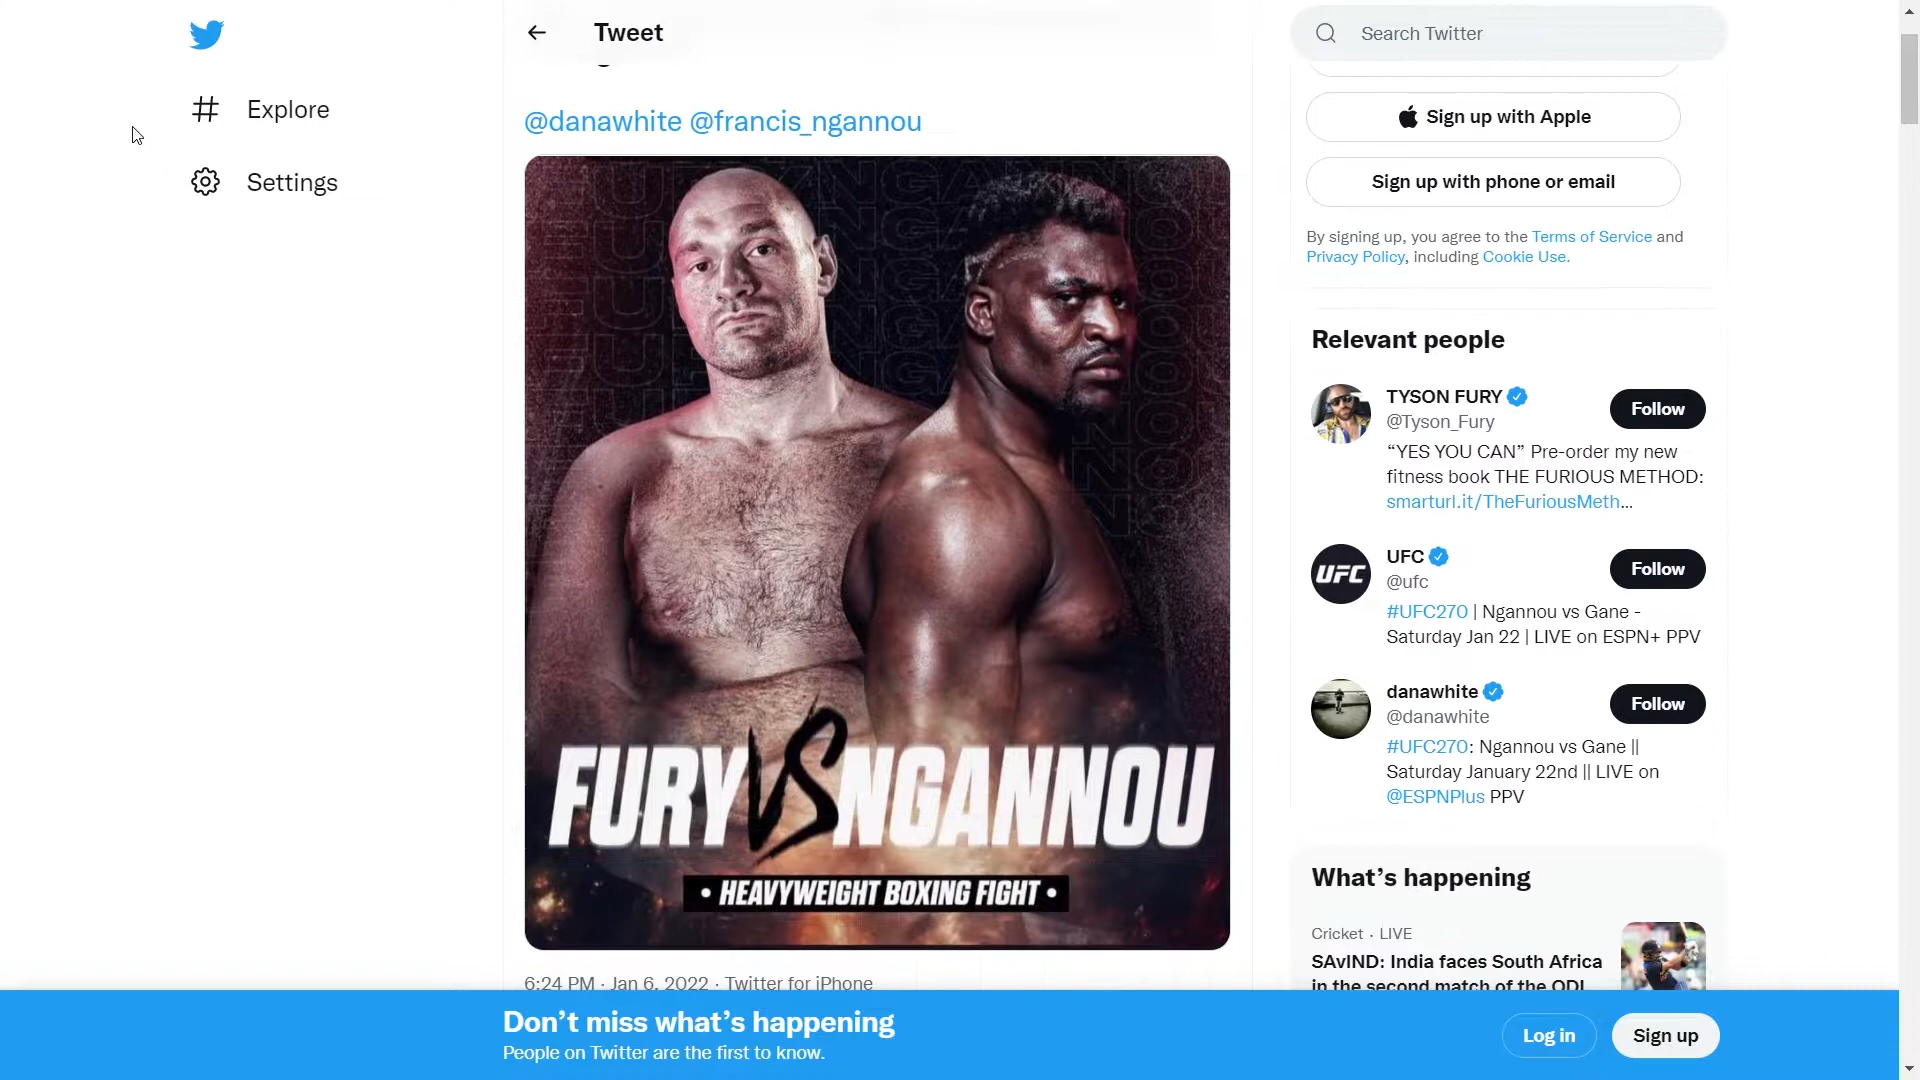 Tweet
Explore
Settings
@danawhite @francis_ngannou
FURY VS NGANNOU
• HEAVYWEIGHT BOXING FIGHT •
6:24 PM · Jan 6, 2022 · Twitter for iPhone
Search Twitter
Sign up with Apple
Sign up with phone or email
By signing up, you agree to the Terms of Service and
Privacy Policy, including Cookie Use.
Relevant people
TYSON FURY
@Tyson_Fury
Follow
“YES YOU CAN” Pre-order my new
fitness book THE FURIOUS METHOD:
smarturl.it/TheFuriousMeth...
UFC
UFC
@ufc
Follow
#UFC270 | Ngannou vs Gane -
Saturday Jan 22 | LIVE on ESPN+ PPV
danawhite
@danawhite
Follow
#UFC270: Ngannou vs Gane ||
Saturday January 22nd || LIVE on
@ESPNPlus PPV
What’s happening
Cricket · LIVE
SAvIND: India faces South Africa
in the second match of the ODI
Don’t miss what’s happening
People on Twitter are the first to know.
Log in
Sign up